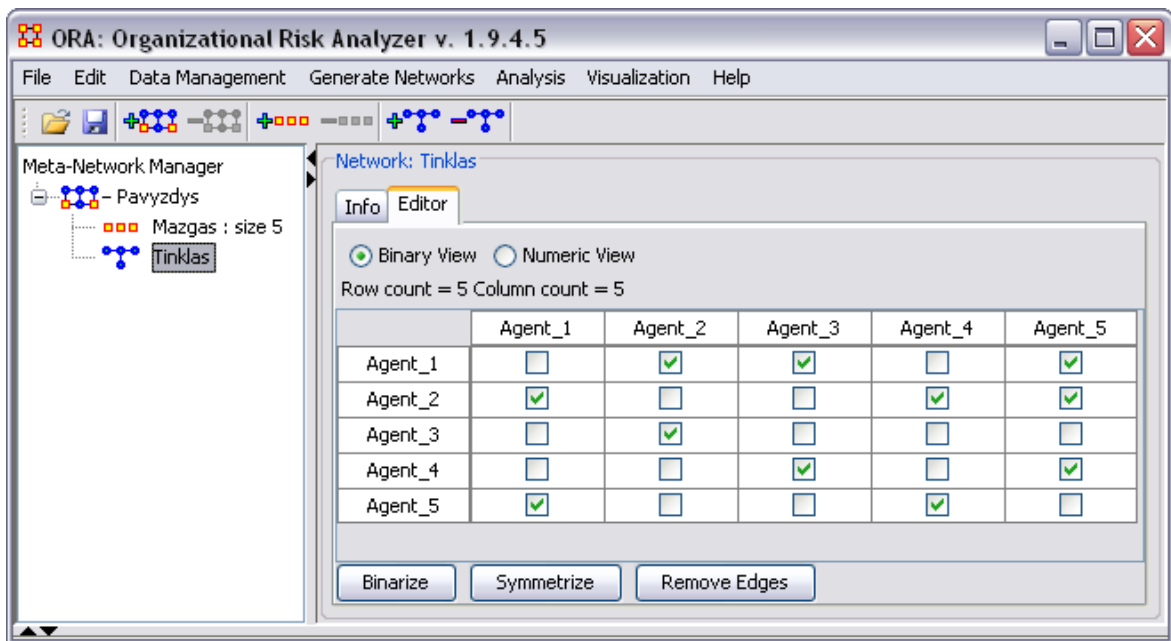 ORA: Organizational Risk Analyzer v. 1.9.4.5
File Edit Data Management Generate Networks Analysis Visualization Help
Meta-Network Manager
Pavyzdys
Mazgas : size 5
Tinklas
Network: Tinklas
Info Editor
Binary View Numeric View
Row count = 5 Column count = 5
Agent_1 Agent_2 Agent_3 Agent_4 Agent_5
Agent_1
Agent_2
Agent_3
Agent_4
Agent_5
Binarize Symmetrize Remove Edges